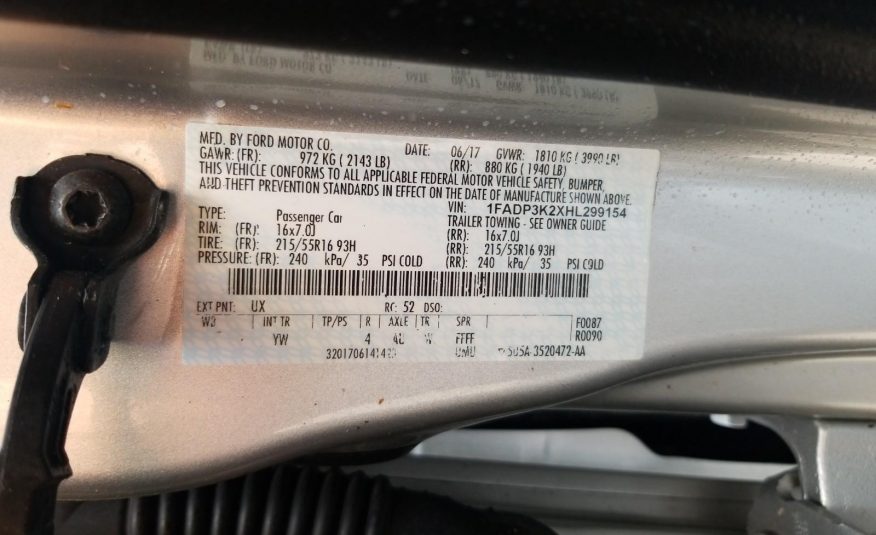 MFD. BY FORD MOTOR CO. DATE: 06/17 GVWR: 1810 KG ( 3990 LB)
GAWR: (FR): 972 KG ( 2143 LB) (RR): 880 KG ( 1940 LB)
THIS VEHICLE CONFORMS TO ALL APPLICABLE FEDERAL MOTOR VEHICLE SAFETY, BUMPER,
AND THEFT PREVENTION STANDARDS IN EFFECT ON THE DATE OF MANUFACTURE SHOWN ABOVE.
VIN: 1FADP3K2XHL299154
TYPE: Passenger Car TRAILER TOWING - SEE OWNER GUIDE
RIM: (FR): 16x7.0J (RR): 16x7.0J
TIRE: (FR): 215/55R16 93H (RR): 215/55R16 93H
PRESSURE: (FR): 240 kPa/ 35 PSI COLD (RR): 240 kPa/ 35 PSI COLD
EXT PNT: UX RC: 52 DSO:
WB INT TR TP/PS R AXLE TR SPR F0087
YW 4 W FFFF R0090